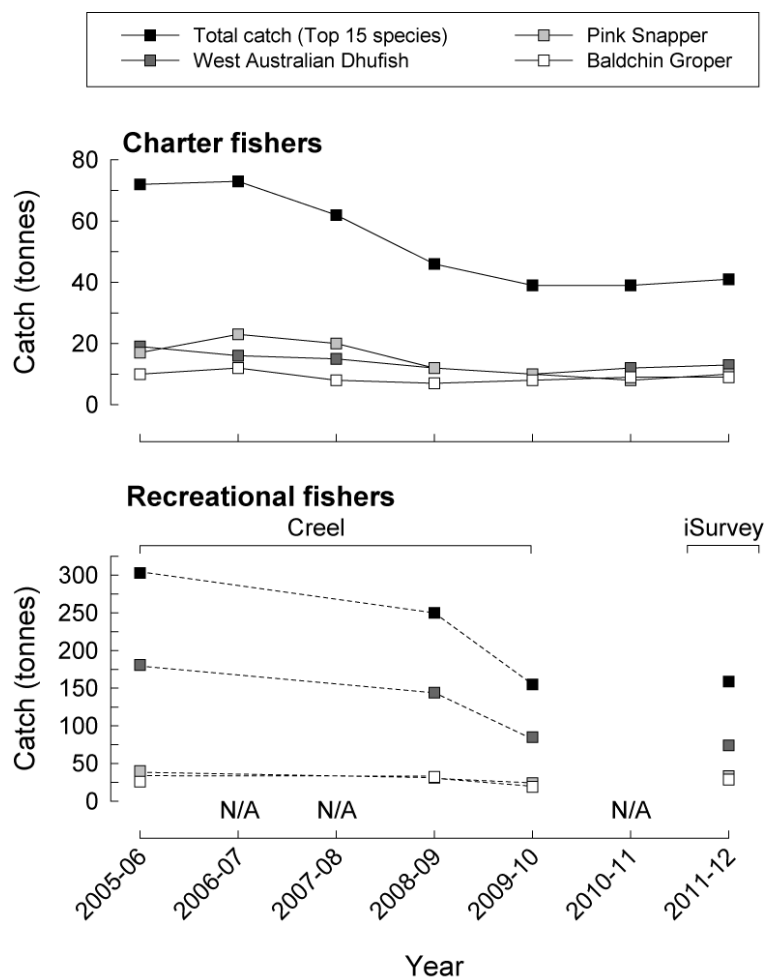 Total catch (Top 15 species)
Pink Snapper
West Australian Dhufish
Baldchin Groper
Charter fishers
80
60
40
20
0
Catch (tonnes)
Recreational fishers
Creel
iSurvey
300
250
200
150
100
50
0
Catch (tonnes)
N/A
N/A
N/A
2005-06
2006-07
2007-08
2008-09
2009-10
2010-11
2011-12
Year